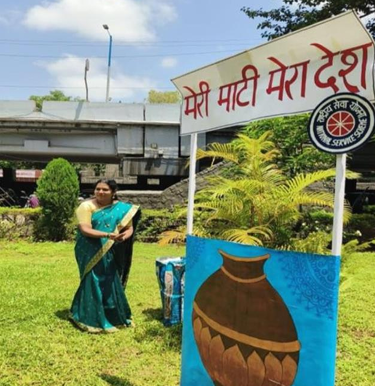 मेरी माटी मेरा देश
राष्ट्रीय सेवा योजना
NATIONAL SERVICE SCHEME